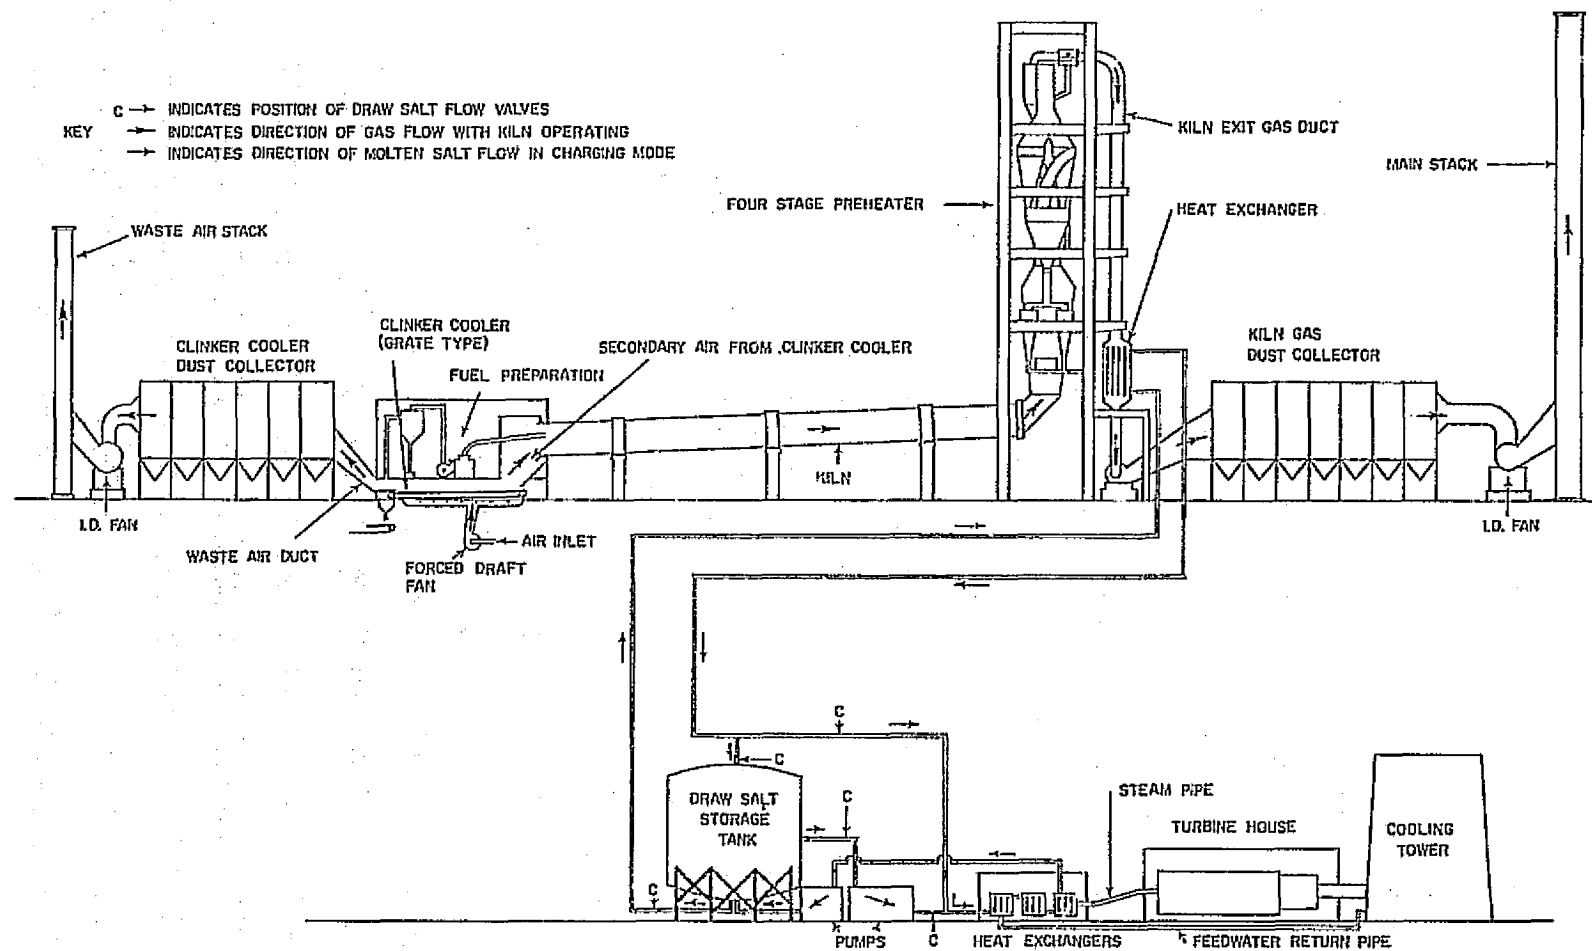 C → INDICATES POSITION OF DRAW SALT FLOW VALVES
KEY → INDICATES DIRECTION OF GAS FLOW WITH KILN OPERATING
→ INDICATES DIRECTION OF MOLTEN SALT FLOW IN CHARGING MODE
KILN EXIT GAS DUCT
MAIN STACK
FOUR STAGE PREHEATER
HEAT EXCHANGER
WASTE AIR STACK
CLINKER COOLER
(GRATE TYPE)
CLINKER COOLER
DUST COLLECTOR
SECONDARY AIR FROM CLINKER COOLER
KILN GAS
DUST COLLECTOR
FUEL PREPARATION
KILN
I.D. FAN
I.D. FAN
WASTE AIR DUCT
AIR INLET
FORCED DRAFT
FAN
C
C
DRAW SALT
STORAGE
TANK
C
STEAM PIPE
TURBINE HOUSE
COOLING
TOWER
C
PUMPS
C
HEAT EXCHANGERS
FEEDWATER RETURN PIPE